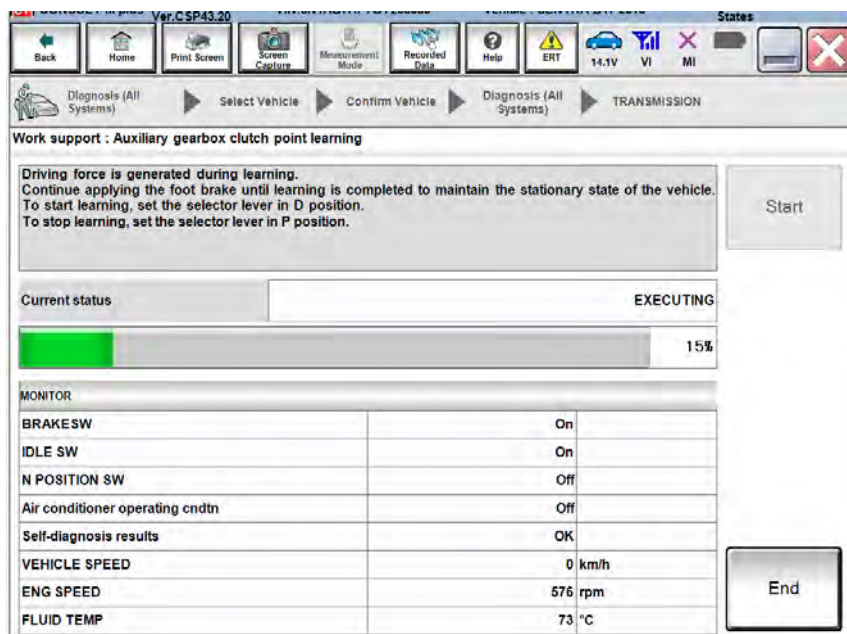 Ver.CSP43.20
States
Back
Home
Print Screen
Screen Capture
Measurement Mode
Recorded Data
Help
ERT
14.1V
VI
MI
Diagnosis (All Systems)
Select Vehicle
Confirm Vehicle
Diagnosis (All Systems)
TRANSMISSION
Work support : Auxiliary gearbox clutch point learning
Driving force is generated during learning.
Continue applying the foot brake until learning is completed to maintain the stationary state of the vehicle.
To start learning, set the selector lever in D position.
To stop learning, set the selector lever in P position.
Start
Current status EXECUTING
15%
MONITOR
BRAKESW On
IDLE SW On
N POSITION SW Off
Air conditioner operating cndtn Off
Self-diagnosis results OK
VEHICLE SPEED 0 km/h
ENG SPEED 576 rpm
FLUID TEMP 73 °C
End